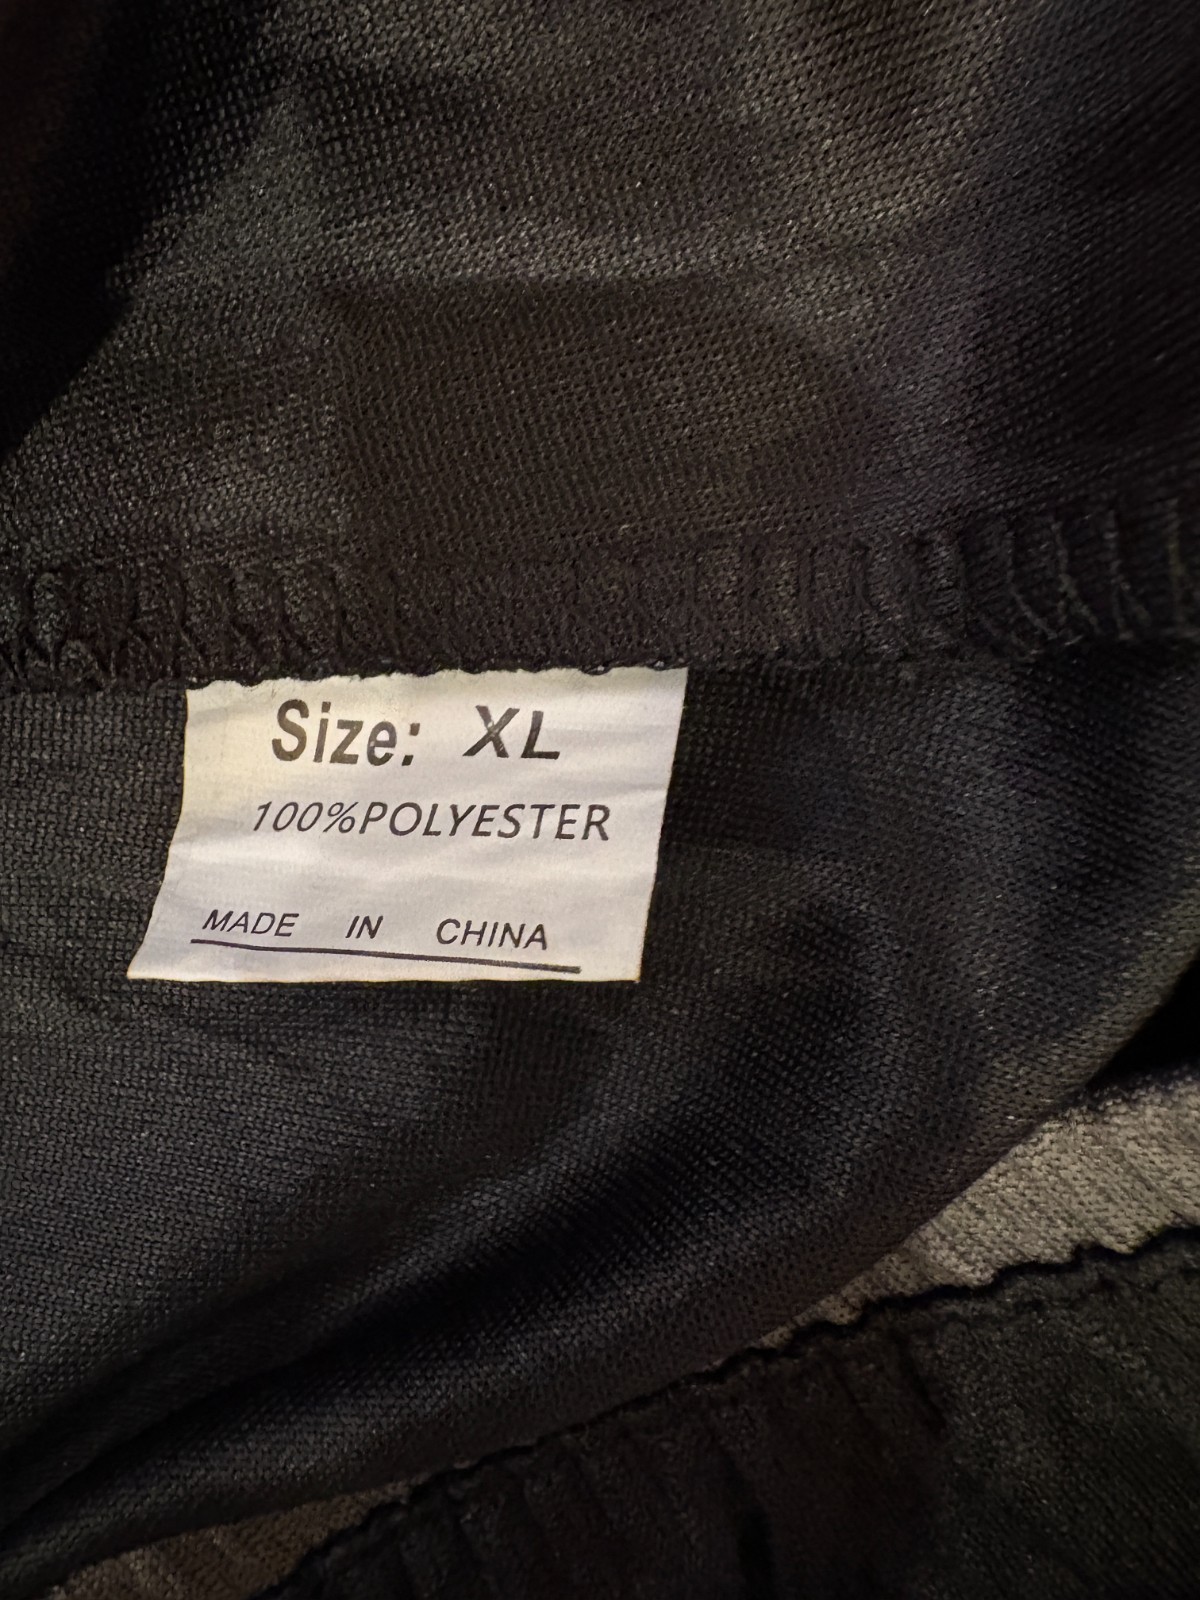 Size: XL
100%POLYESTER
MADE IN CHINA